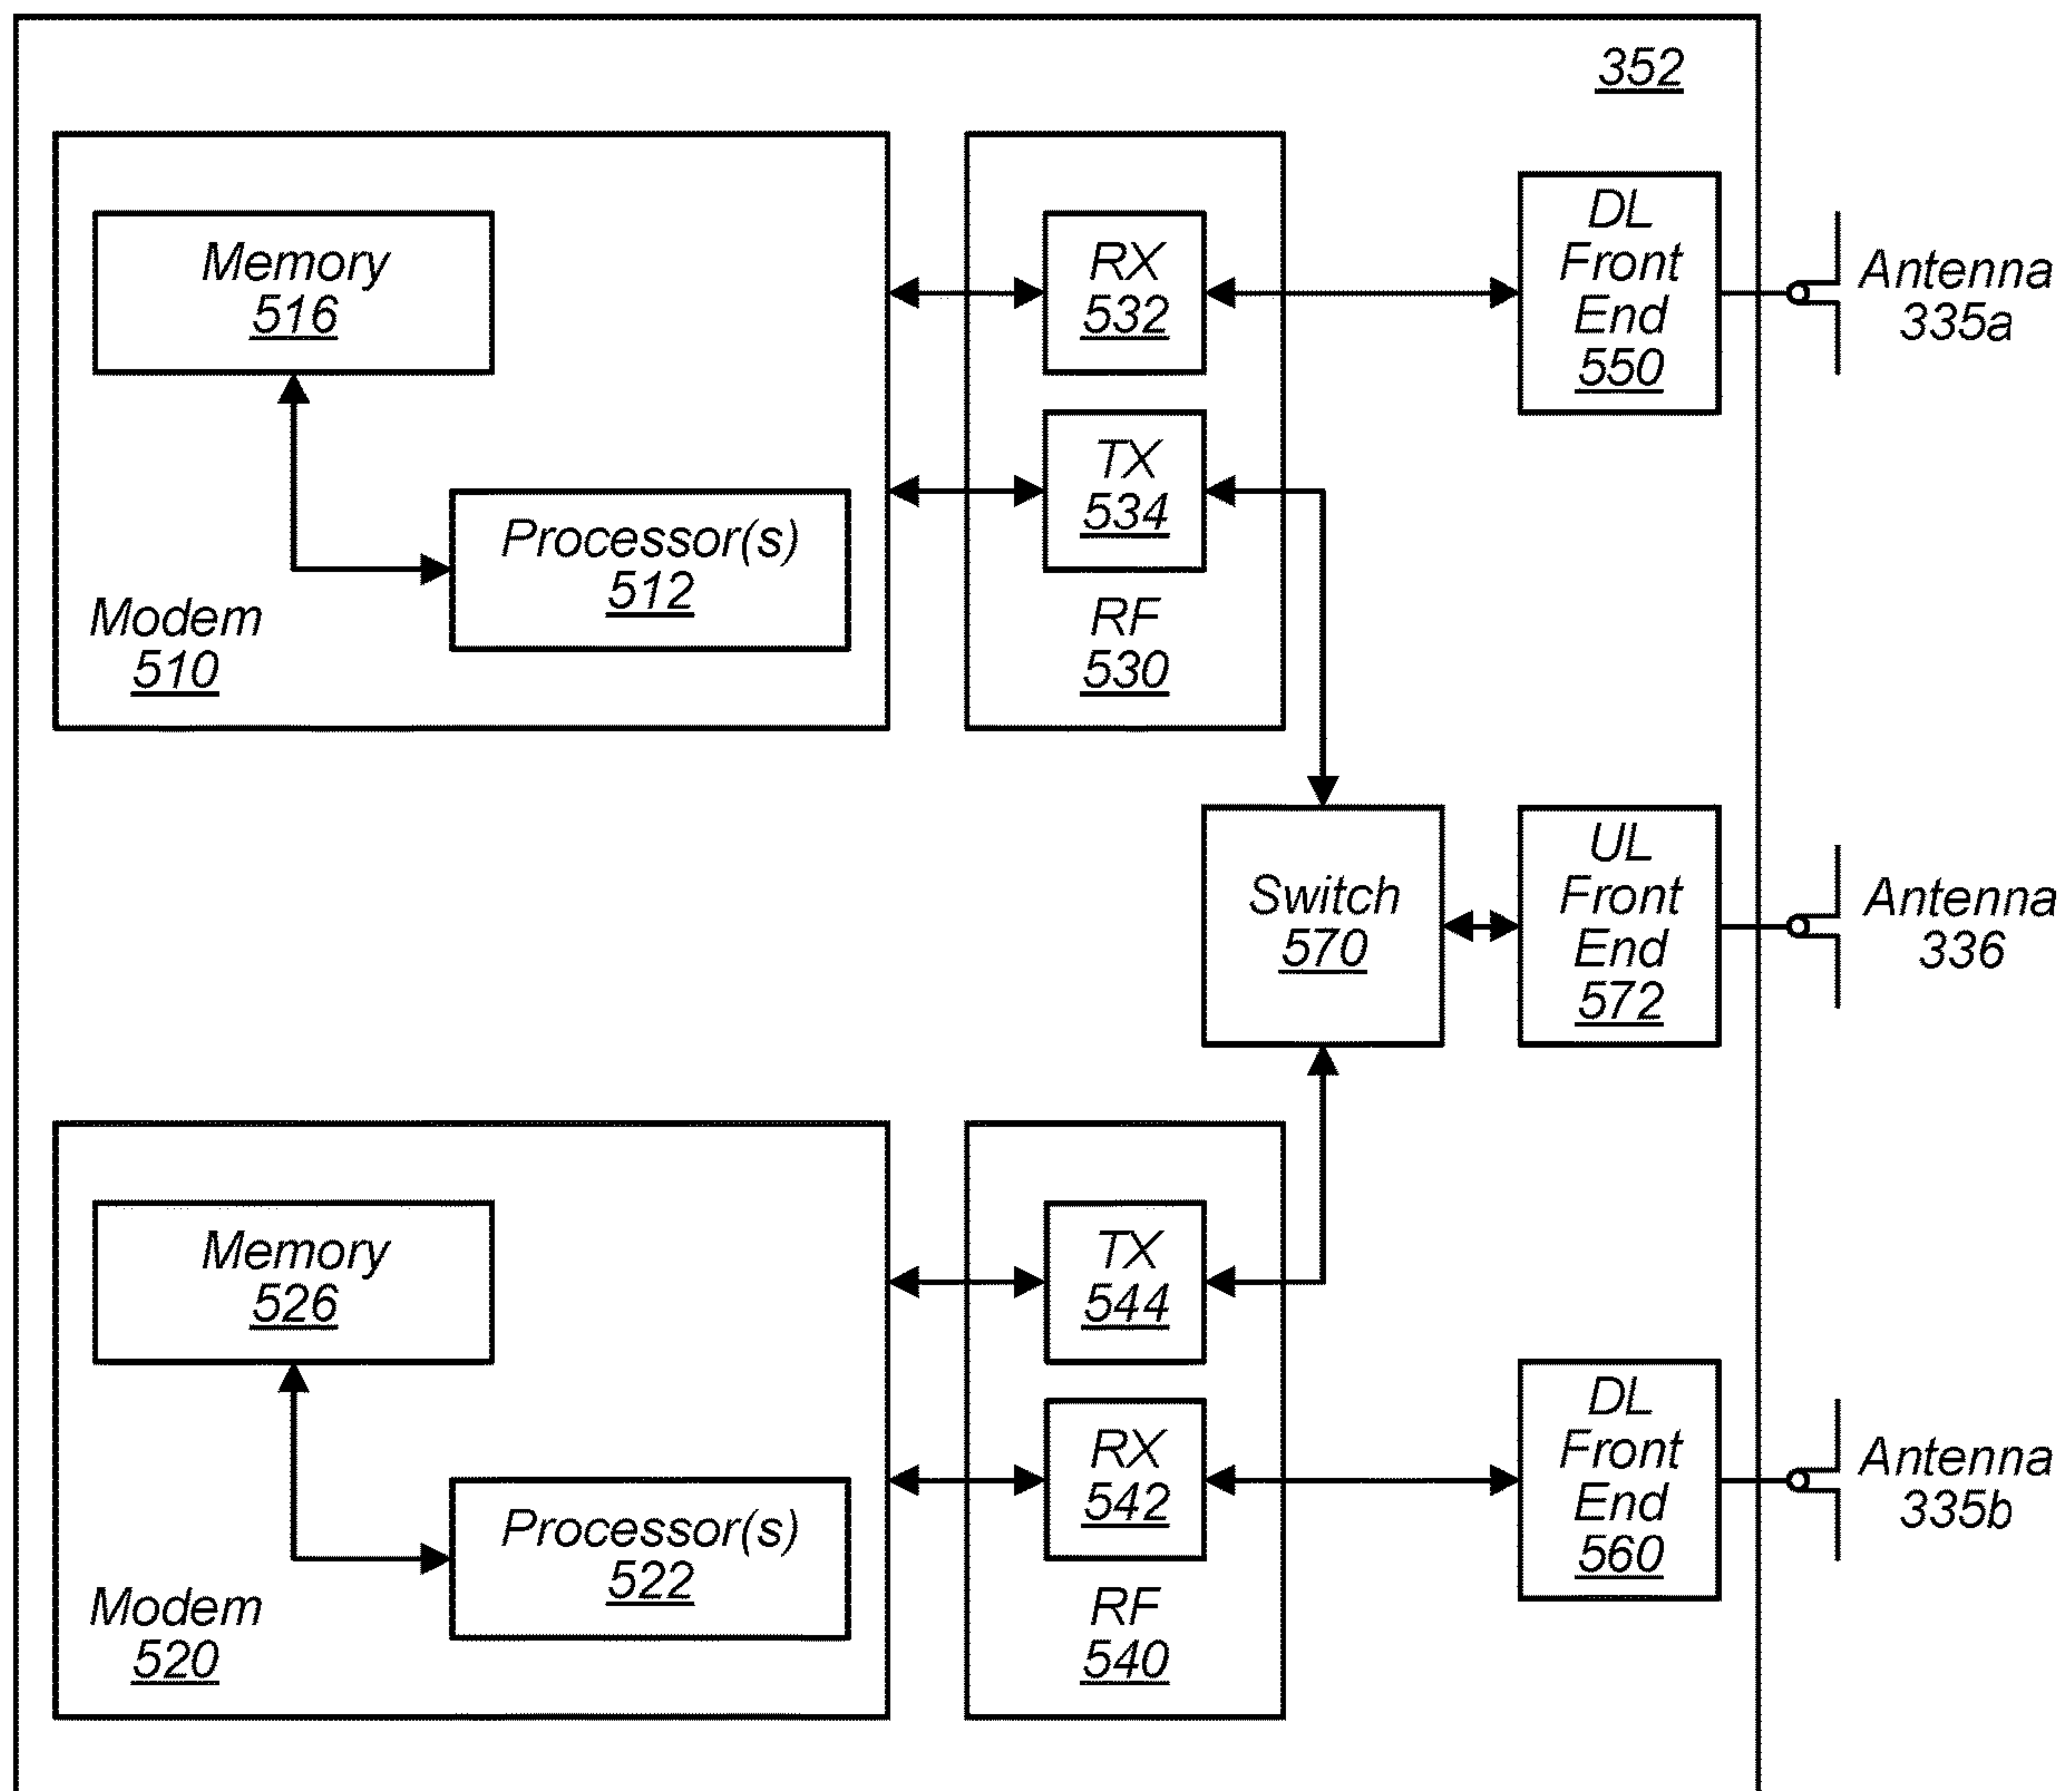 352
Memory
516
Processor(s)
512
Modem
510
RX
532
TX
534
RF
530
DL
Front
End
550
Antenna
335a
Switch
570
UL
Front
End
572
Antenna
336
Memory
526
Processor(s)
522
Modem
520
TX
544
RX
542
RF
540
DL
Front
End
560
Antenna
335b